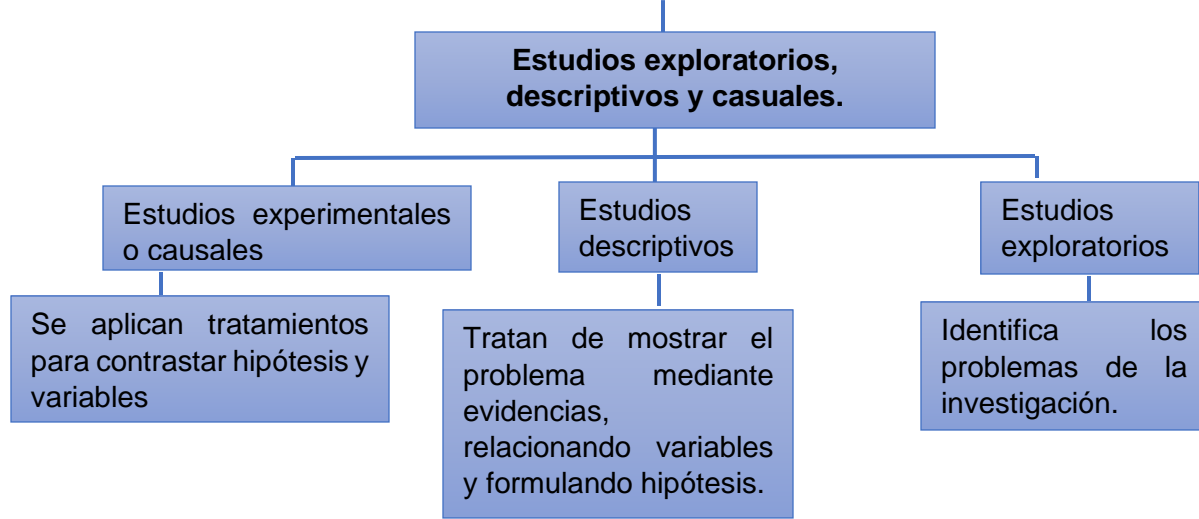 Estudios exploratorios,
descriptivos y casuales.
Estudios experimentales
o causales
Estudios
descriptivos
Estudios
exploratorios
Se aplican tratamientos
para contrastar hipótesis y
variables
Tratan de mostrar el
problema mediante
evidencias,
relacionando variables
y formulando hipótesis.
Identifica los
problemas de la
investigación.